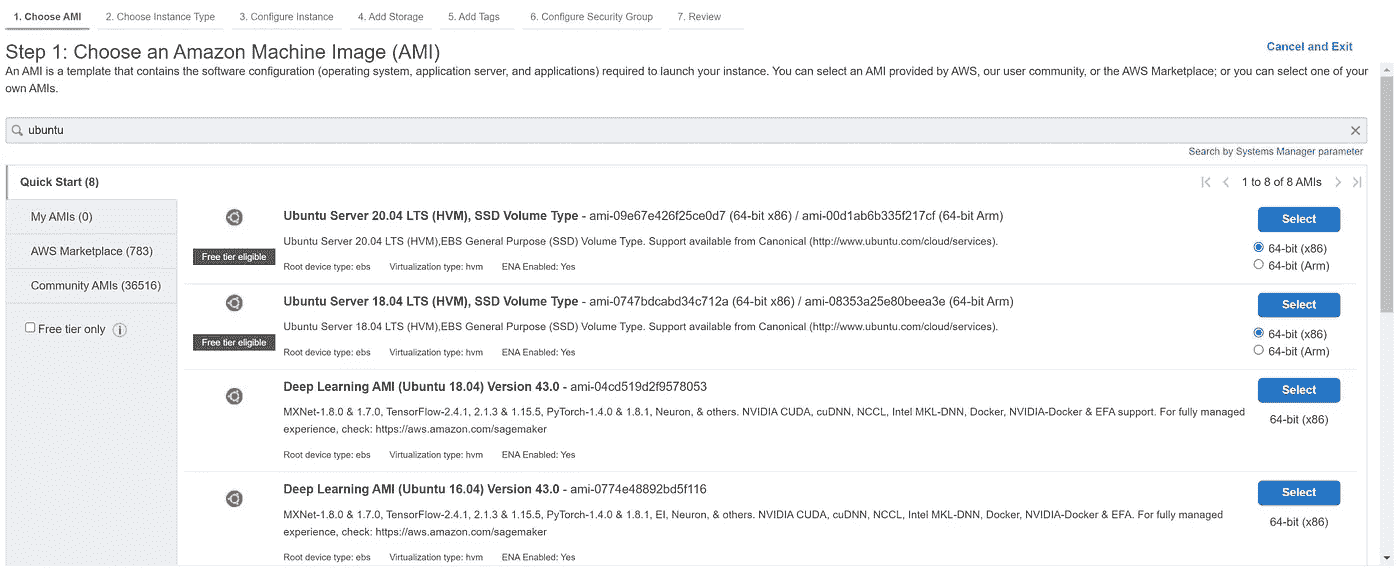 1. Choose AMI 2. Choose Instance Type 3. Configure Instance 4. Add Storage 5. Add Tags 6. Configure Security Group 7. Review
Step 1: Choose an Amazon Machine Image (AMI)
Cancel and Exit
An AMI is a template that contains the software configuration (operating system, application server, and applications) required to launch your instance. You can select an AMI provided by AWS, our user community, or the AWS Marketplace; or you can select one of your
own AMIs.
ubuntu
Search by Systems Manager parameter
Quick Start (8)
1 to 8 of 8 AMIs
My AMIs (0)
AWS Marketplace (783)
Community AMIs (36516)
Free tier only
Ubuntu Server 20.04 LTS (HVM), SSD Volume Type - ami-09e67e426f25ce0d7 (64-bit x86) / ami-00d1ab6b335f217cf (64-bit Arm)
Select
Free tier eligible
Ubuntu Server 20.04 LTS (HVM),EBS General Purpose (SSD) Volume Type. Support available from Canonical (http://www.ubuntu.com/cloud/services).
64-bit (x86)
Root device type: ebs Virtualization type: hvm ENA Enabled: Yes
64-bit (Arm)
Ubuntu Server 18.04 LTS (HVM), SSD Volume Type - ami-0747bdcabd34c712a (64-bit x86) / ami-08353a25e80beea3e (64-bit Arm)
Select
Free tier eligible
Ubuntu Server 18.04 LTS (HVM),EBS General Purpose (SSD) Volume Type. Support available from Canonical (http://www.ubuntu.com/cloud/services).
64-bit (x86)
Root device type: ebs Virtualization type: hvm ENA Enabled: Yes
64-bit (Arm)
Deep Learning AMI (Ubuntu 18.04) Version 43.0 - ami-04cd519d2f9578053
Select
MXNet-1.8.0 & 1.7.0, TensorFlow-2.4.1, 2.1.3 & 1.15.5, PyTorch-1.4.0 & 1.8.1, Neuron, & others. NVIDIA CUDA, cuDNN, NCCL, Intel MKL-DNN, Docker, NVIDIA-Docker & EFA support. For fully managed
experience, check: https://aws.amazon.com/sagemaker
64-bit (x86)
Root device type: ebs Virtualization type: hvm ENA Enabled: Yes
Deep Learning AMI (Ubuntu 16.04) Version 43.0 - ami-0774e48892bd5f116
Select
MXNet-1.8.0 & 1.7.0, TensorFlow-2.4.1, 2.1.3 & 1.15.5, PyTorch-1.4.0 & 1.8.1, EI, Neuron, & others. NVIDIA CUDA, cuDNN, NCCL, Intel MKL-DNN, Docker, NVIDIA-Docker & EFA. For fully managed
experience, check: https://aws.amazon.com/sagemaker
64-bit (x86)
Root device type: ebs Virtualization type: hvm ENA Enabled: Yes